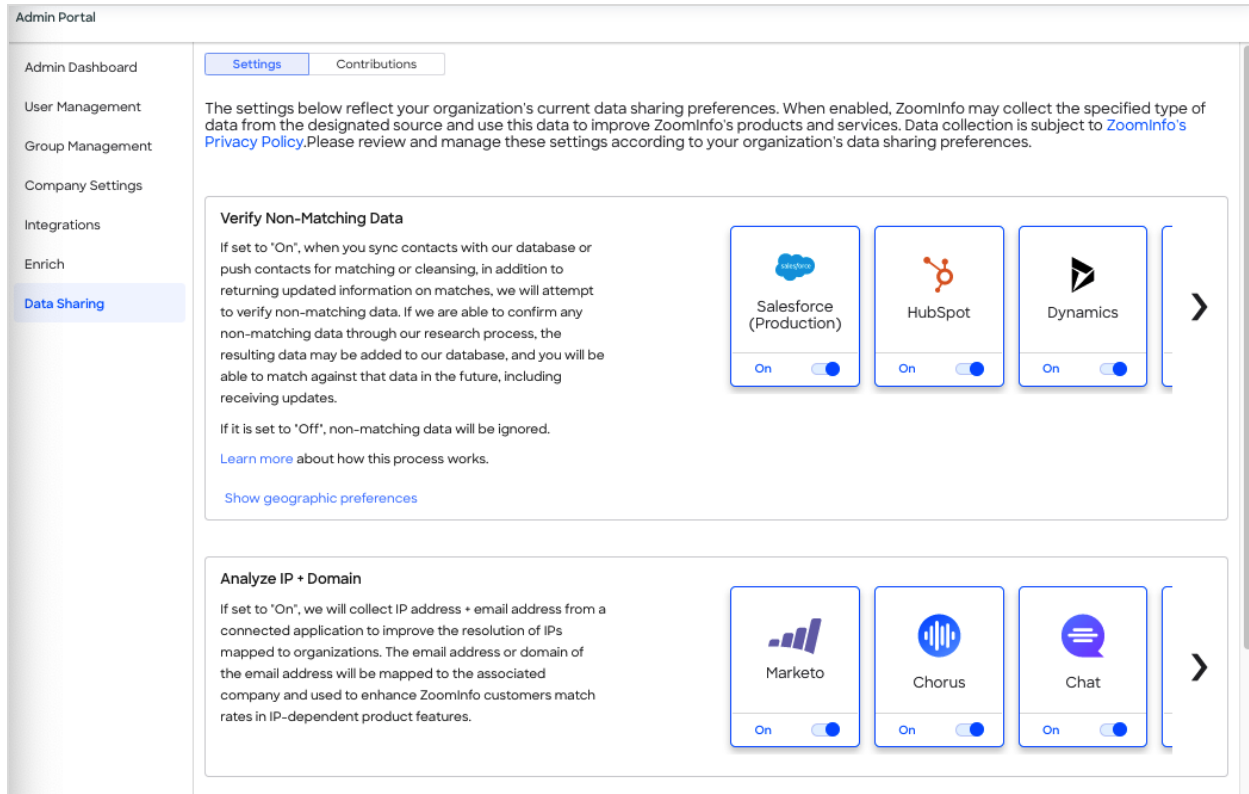 Admin Portal
Admin Dashboard
User Management
Group Management
Company Settings
Integrations
Enrich
Data Sharing
Settings
Contributions
The settings below reflect your organization's current data sharing preferences. When enabled, ZoomInfo may collect the specified type of
data from the designated source and use this data to improve ZoomInfo's products and services. Data collection is subject to ZoomInfo's
Privacy Policy.Please review and manage these settings according to your organization's data sharing preferences.
Verify Non-Matching Data
If set to "On", when you sync contacts with our database or
push contacts for matching or cleansing, in addition to
returning updated information on matches, we will attempt
to verify non-matching data. If we are able to confirm any
non-matching data through our research process, the
resulting data may be added to our database, and you will be
able to match against that data in the future, including
receiving updates.
If it is set to "Off", non-matching data will be ignored.
Learn more about how this process works.
Show geographic preferences
salesforce
Salesforce
(Production)
On
HubSpot
On
Dynamics
On
Analyze IP + Domain
If set to "On", we will collect IP address + email address from a
connected application to improve the resolution of IPs
mapped to organizations. The email address or domain of
the email address will be mapped to the associated
company and used to enhance ZoomInfo customers match
rates in IP-dependent product features.
Marketo
On
Chorus
On
Chat
On